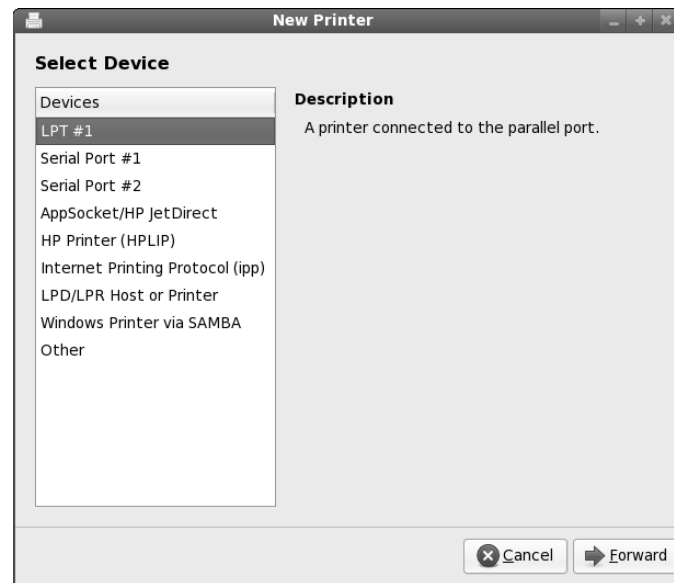 New Printer
Select Device
Devices
LPT #1
Serial Port #1
Serial Port #2
AppSocket/HP JetDirect
HP Printer (HPLIP)
Internet Printing Protocol (ipp)
LPD/LPR Host or Printer
Windows Printer via SAMBA
Other
Description
A printer connected to the parallel port.
Cancel
Forward